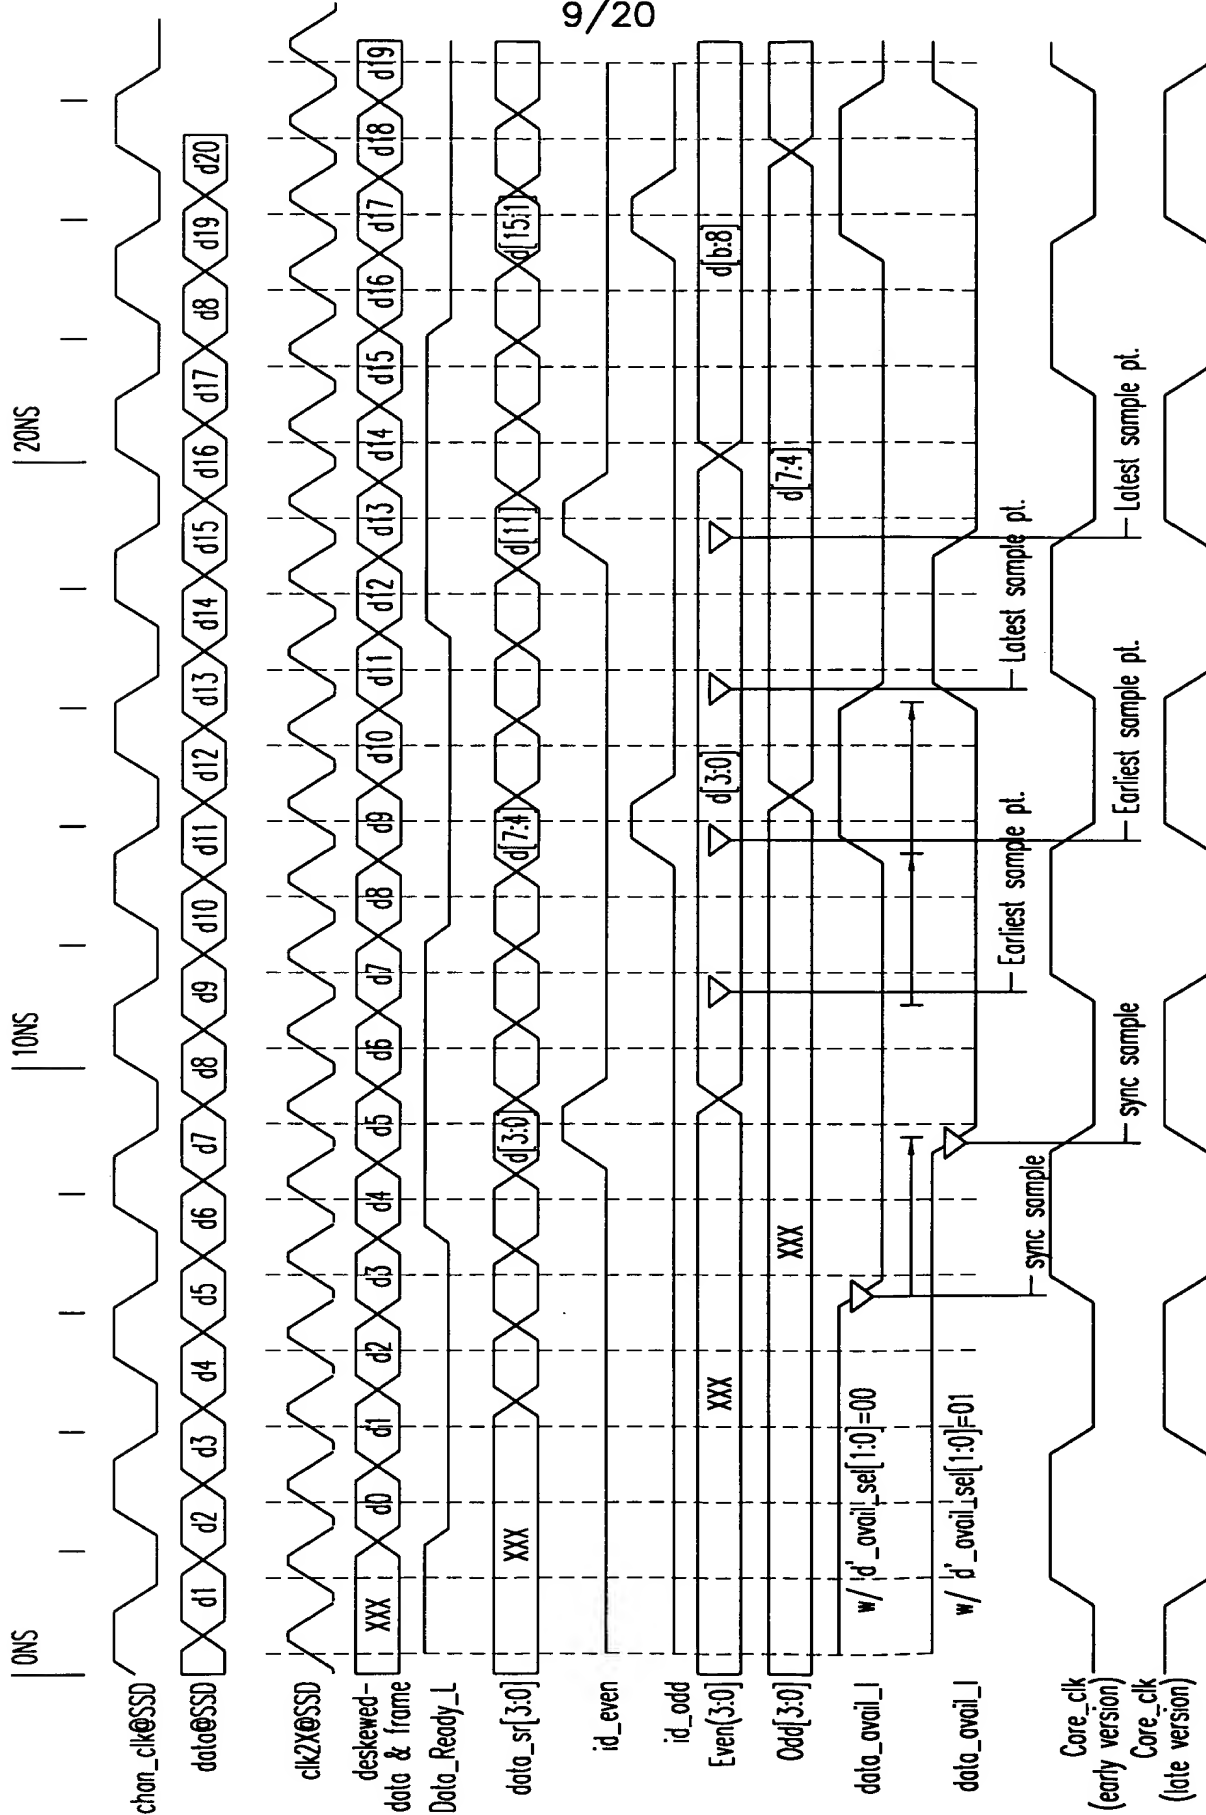 9/20
0NS
10NS
20NS
chan_clk@SSD
data@SSD
d1 d2 d3 d4 d5 d6 d7 d8 d9 d10 d11 d12 d13 d14 d15 d16 d17 d8 d19 d20
clk2X@SSD
deskewed-
data & frame
XXX d0 d1 d2 d3 d4 d5 d6 d7 d8 d9 d10 d11 d12 d13 d14 d15 d16 d17 d18 d19
Data_Ready_L
data_sr[3:0]
XXX d[3:0] d[7:4] d[11] d[15:1]
id_even
id_odd
Even(3:0]
XXX d[3:0] d[b:8]
Odd[3:0]
XXX d[7:4]
data_avail_l
w/ 'd'_avail_sel[1:0]=00
data_avail_l
w/ 'd'_avail_sel[1:0]=01
sync sample
Earliest sample pt.
Latest sample pt.
Core_clk
(early version)
sync sample
Earliest sample pt.
Latest sample pt.
Core_clk
(late version)